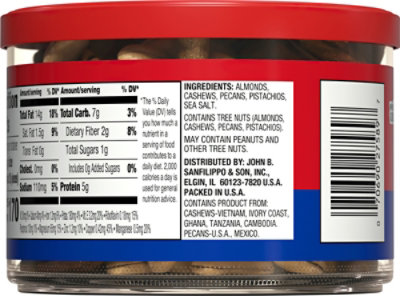 Amount/serving % DV* Amount/serving % DV*
Total Fat 14g 18% Total Carb. 7g 3%
Sat. Fat 1.5g 9% Dietary Fiber 2g 8%
Trans Fat 0g Total Sugars 1g
Cholest. 0mg 0% Includes 0g Added Sugars 0%
Sodium 110mg 5% Protein 5g
170
*The % Daily
Value (DV) tells
you how much a
nutrient in a
serving of food
contributes to a
daily diet. 2,000
calories a day is
used for general
nutrition advice.
INGREDIENTS: ALMONDS,
CASHEWS, PECANS, PISTACHIOS,
SEA SALT.
CONTAINS TREE NUTS (ALMONDS,
CASHEWS, PECANS, PISTACHIOS).
MAY CONTAIN PEANUTS AND
OTHER TREE NUTS.
DISTRIBUTED BY: JOHN B.
SANFILIPPO & SON, INC.,
ELGIN, IL 60123-7820 U.S.A.
PACKED IN U.S.A.
CONTAINS PRODUCT FROM:
CASHEWS-VIETNAM, IVORY COAST,
GHANA, TANZANIA, CAMBODIA.
PECANS-U.S.A., MEXICO.